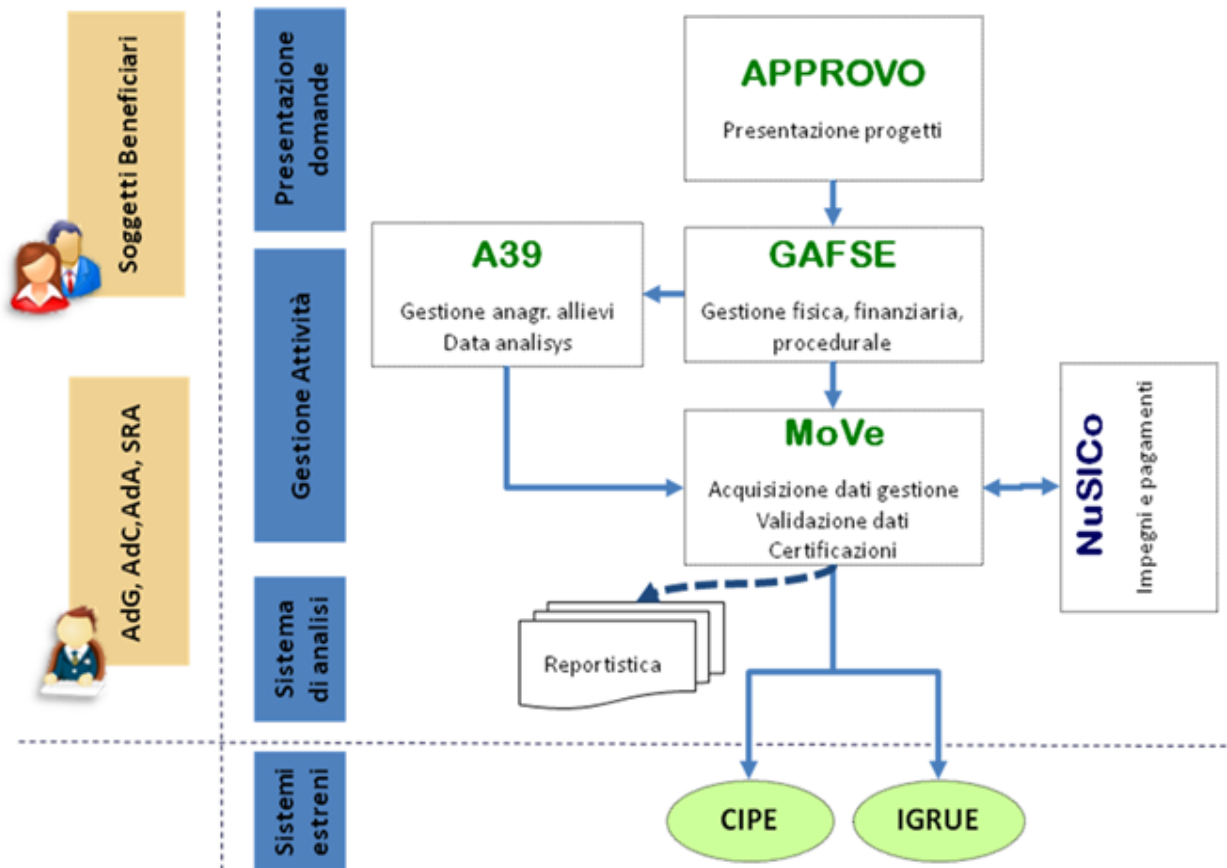 Soggetti Beneficiari
AdG, AdC,AdA, SRA
Presentazione
domande
Gestione Attività
Sistema
di analisi
Sistemi
estreni
APPROVO
Presentazione progetti
A39
Gestione anagr. allievi
Data analisys
GAFSE
Gestione fisica, finanziaria,
procedurale
MoVe
Acquisizione dati gestione
Validazione dati
Certificazioni
NuSICo
Impegni e pagamenti
Reportistica
CIPE
IGRUE